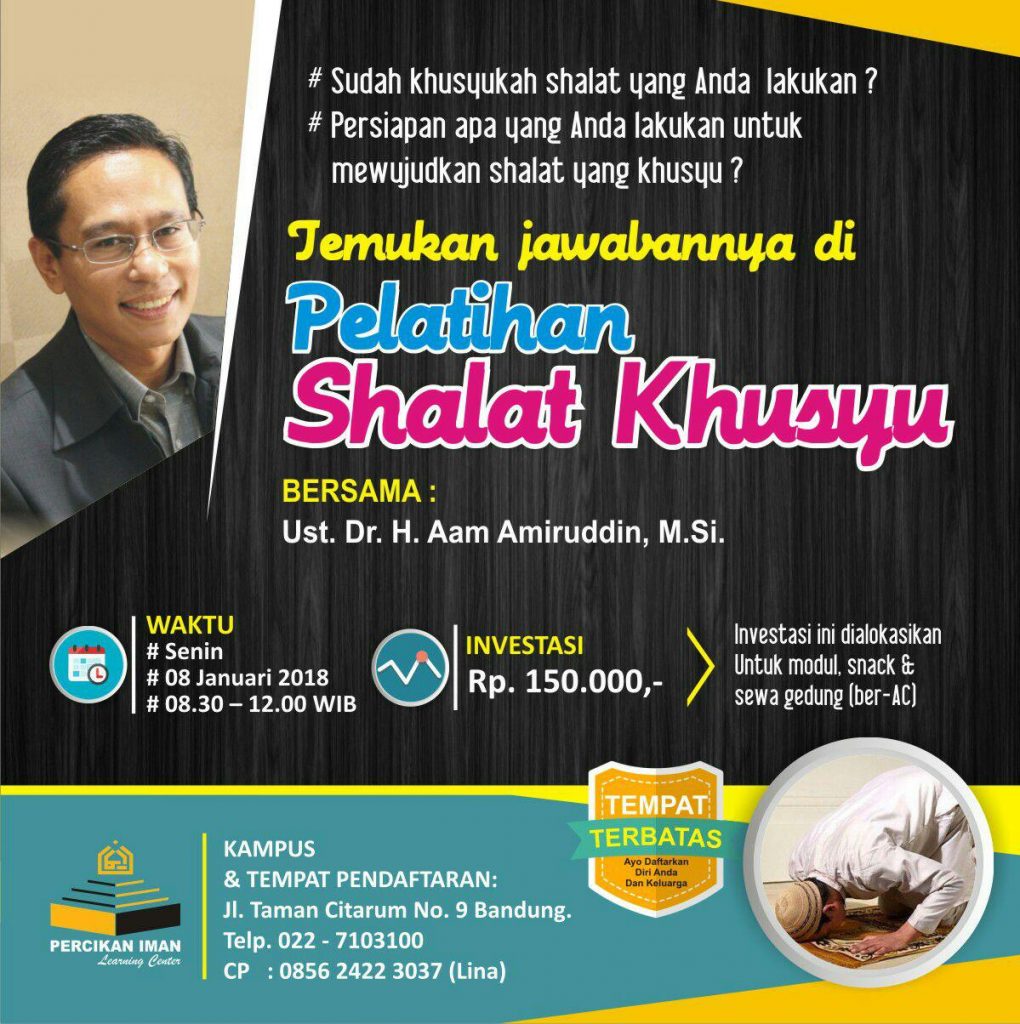 # Sudah khusyukah shalat yang Anda lakukan ?
# Persiapan apa yang Anda lakukan untuk
mewujudkan shalat yang khusyu ?
Temukan jawabannya di
Pelatihan
Shalat Khusyu
BERSAMA :
Ust. Dr. H. Aam Amiruddin, M.Si.
WAKTU
# Senin
# 08 Januari 2018
# 08.30 – 12.00 WIB
INVESTASI
Rp. 150.000,-
Investasi ini dialokasikan
Untuk modul, snack &
sewa gedung (ber-AC)
TEMPAT
TERBATAS
Ayo Daftarkan
Diri Anda
Dan Keluarga
PERCIKAN IMAN
Learning Center
KAMPUS
& TEMPAT PENDAFTARAN:
Jl. Taman Citarum No. 9 Bandung.
Telp. 022 - 7103100
CP : 0856 2422 3037 (Lina)